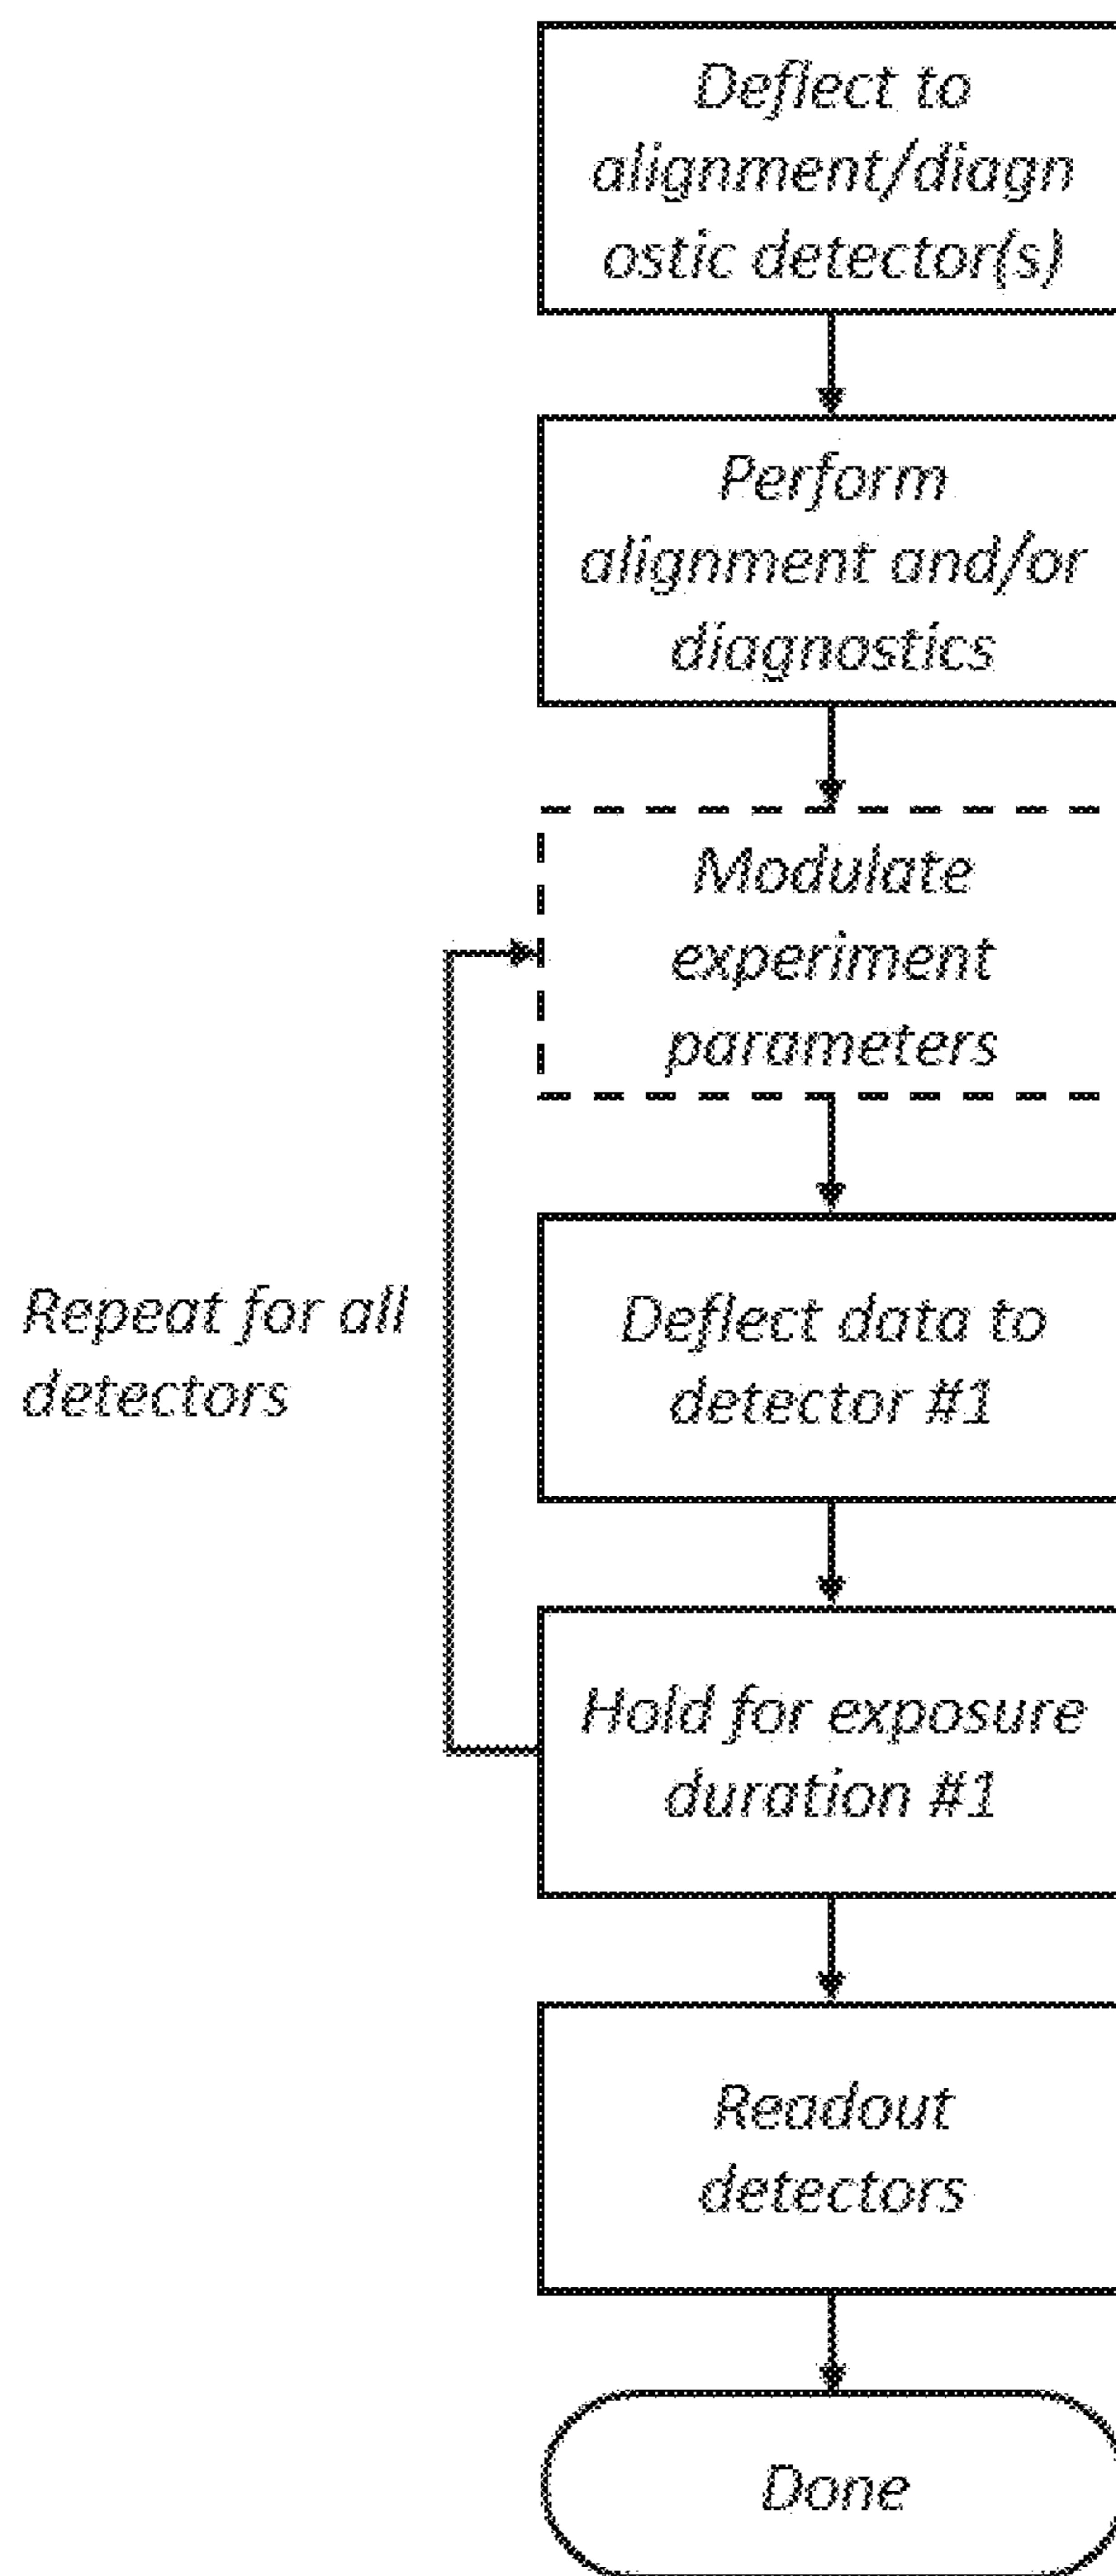 Deflect to
alignment/diagn
ostic detector(s)
Perform
alignment and/or
diagnostics
Modulate
experiment
parameters
Repeat for all
detectors
Deflect data to
detector #1
Hold for exposure
duration #1
Readout
detectors
Done